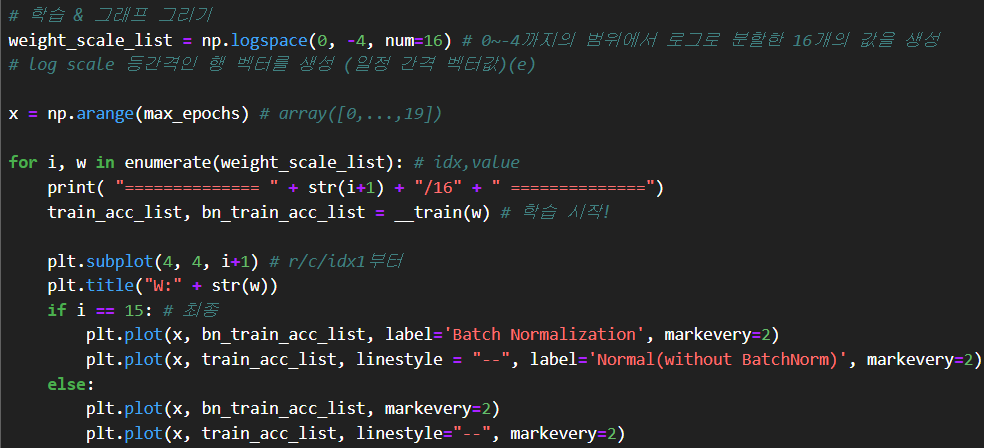 # 학습 & 그래프 그리기
weight_scale_list = np.logspace(0, -4, num=16) # 0~-4까지의 범위에서 로그로 분할한 16개의 값을 생성
# log scale 등간격인 행 벡터를 생성 (일정 간격 벡터값)(e)
x = np.arange(max_epochs) # array([0,...,19])
for i, w in enumerate(weight_scale_list): # idx,value
    print( "============== " + str(i+1) + "/16" + " ==============")
    train_acc_list, bn_train_acc_list = __train(w) # 학습 시작!
    plt.subplot(4, 4, i+1) # r/c/idx1부터
    plt.title("W:" + str(w))
    if i == 15: # 최종
        plt.plot(x, bn_train_acc_list, label='Batch Normalization', markevery=2)
        plt.plot(x, train_acc_list, linestyle = "--", label='Normal(without BatchNorm)', markevery=2)
    else:
        plt.plot(x, bn_train_acc_list, markevery=2)
        plt.plot(x, train_acc_list, linestyle="--", markevery=2)